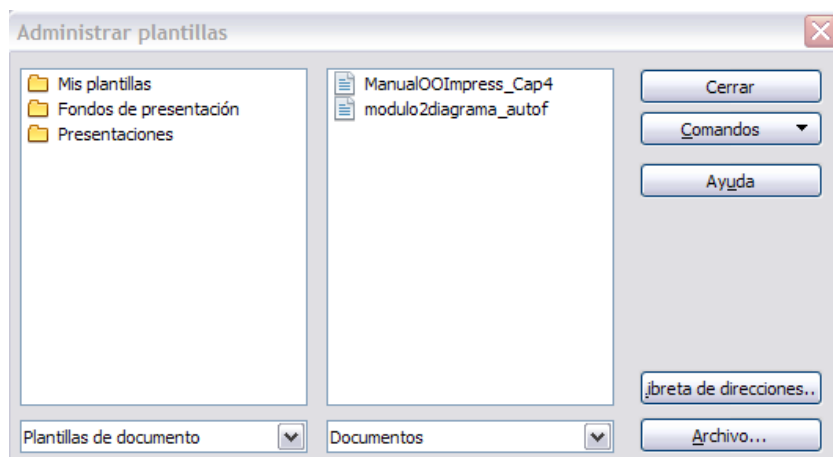 Administrar plantillas
Mis plantillas
Fondos de presentación
Presentaciones
Plantillas de documento
ManualOOImpress_Cap4
modulo2diagrama_autof
Documentos
Cerrar
Comandos
Ayuda
ibreta de direcciones..
Archivo...